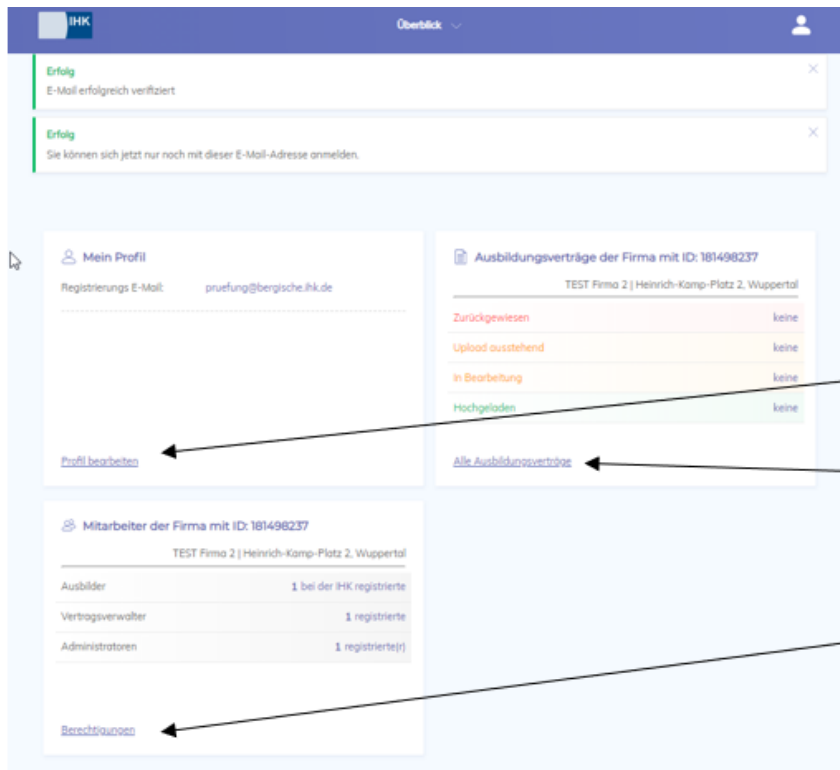 IHK
Überblick
Erfolg
E-Mail erfolgreich verifiziert
Erfolg
Sie können sich jetzt nur noch mit dieser E-Mail-Adresse anmelden.
Mein Profil
Registrierungs E-Mail: pruefung@bergische.ihk.de
Profil bearbeiten
Ausbildungsverträge der Firma mit ID: 181498237
TEST Firma 2 | Heinrich-Kamp-Platz 2, Wuppertal
Zurückgewiesen keine
Upload ausstehend keine
In Bearbeitung keine
Hochgeladen keine
Alle Ausbildungsverträge
Mitarbeiter der Firma mit ID: 181498237
TEST Firma 2 | Heinrich-Kamp-Platz 2, Wuppertal
Ausbilder 1 bei der IHK registrierte
Vertragsverwalter 1 registrierte
Administratoren 1 registrierte(r)
Berechtigungen